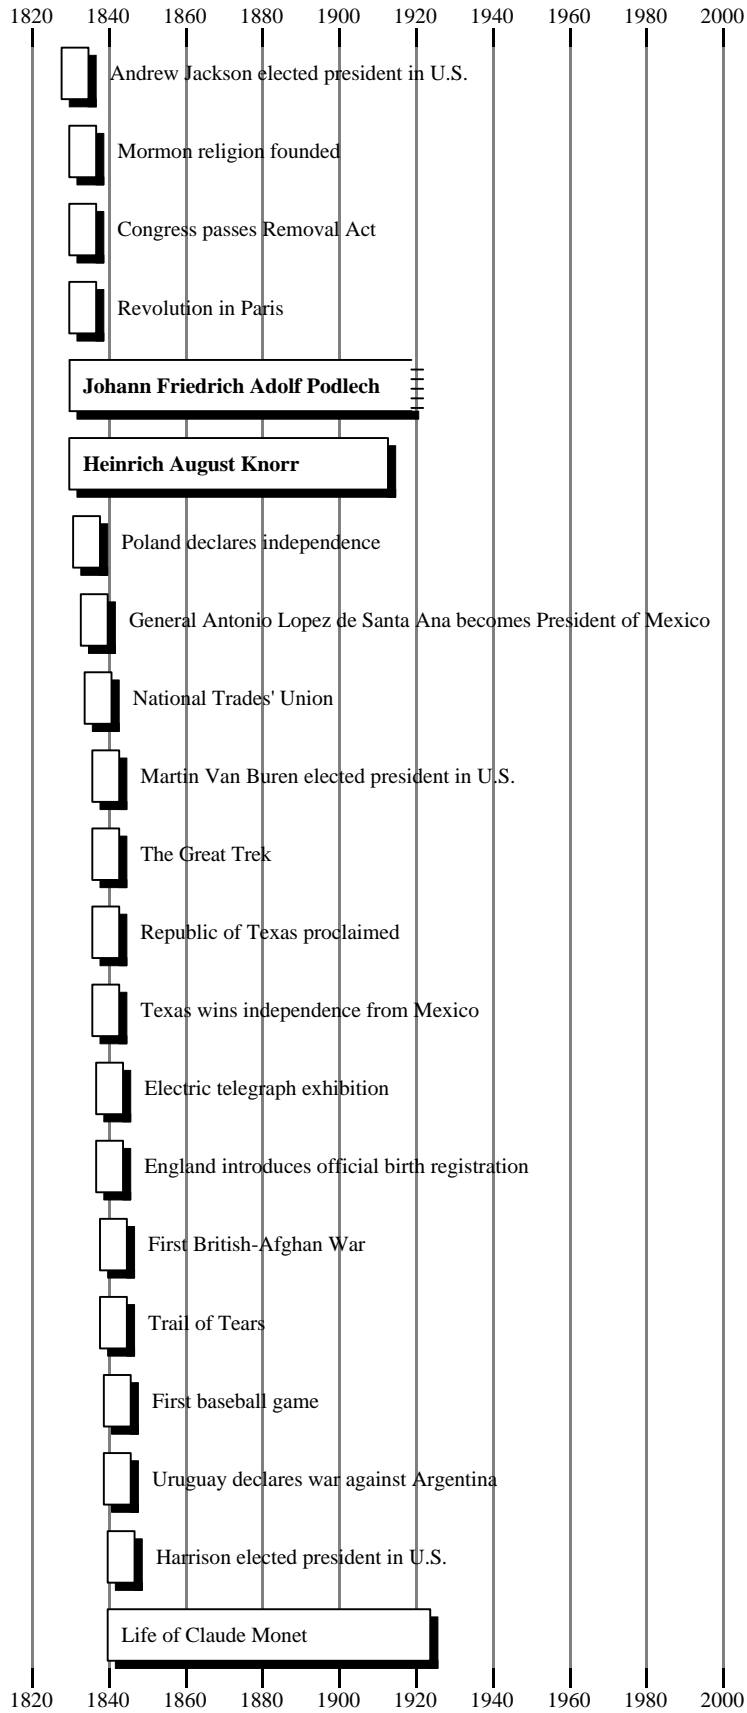 1820 1840 1860 1880 1900 1920 1940 1960 1980 2000
Andrew Jackson elected president in U.S.
Mormon religion founded
Congress passes Removal Act
Revolution in Paris
Johann Friedrich Adolf Podlech
Heinrich August Knorr
Poland declares independence
General Antonio Lopez de Santa Ana becomes President of Mexico
National Trades' Union
Martin Van Buren elected president in U.S.
The Great Trek
Republic of Texas proclaimed
Texas wins independence from Mexico
Electric telegraph exhibition
England introduces official birth registration
First British-Afghan War
Trail of Tears
First baseball game
Uruguay declares war against Argentina
Harrison elected president in U.S.
Life of Claude Monet
1820 1840 1860 1880 1900 1920 1940 1960 1980 2000